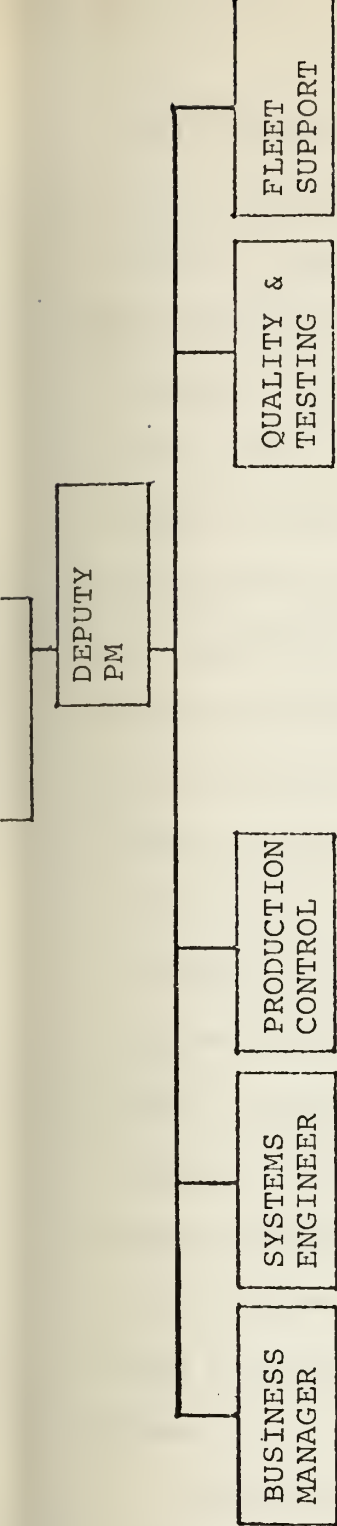 DEPUTY
PM
BUSINESS
MANAGER
SYSTEMS
ENGINEER
PRODUCTION
CONTROL
QUALITY &
TESTING
FLEET
SUPPORT